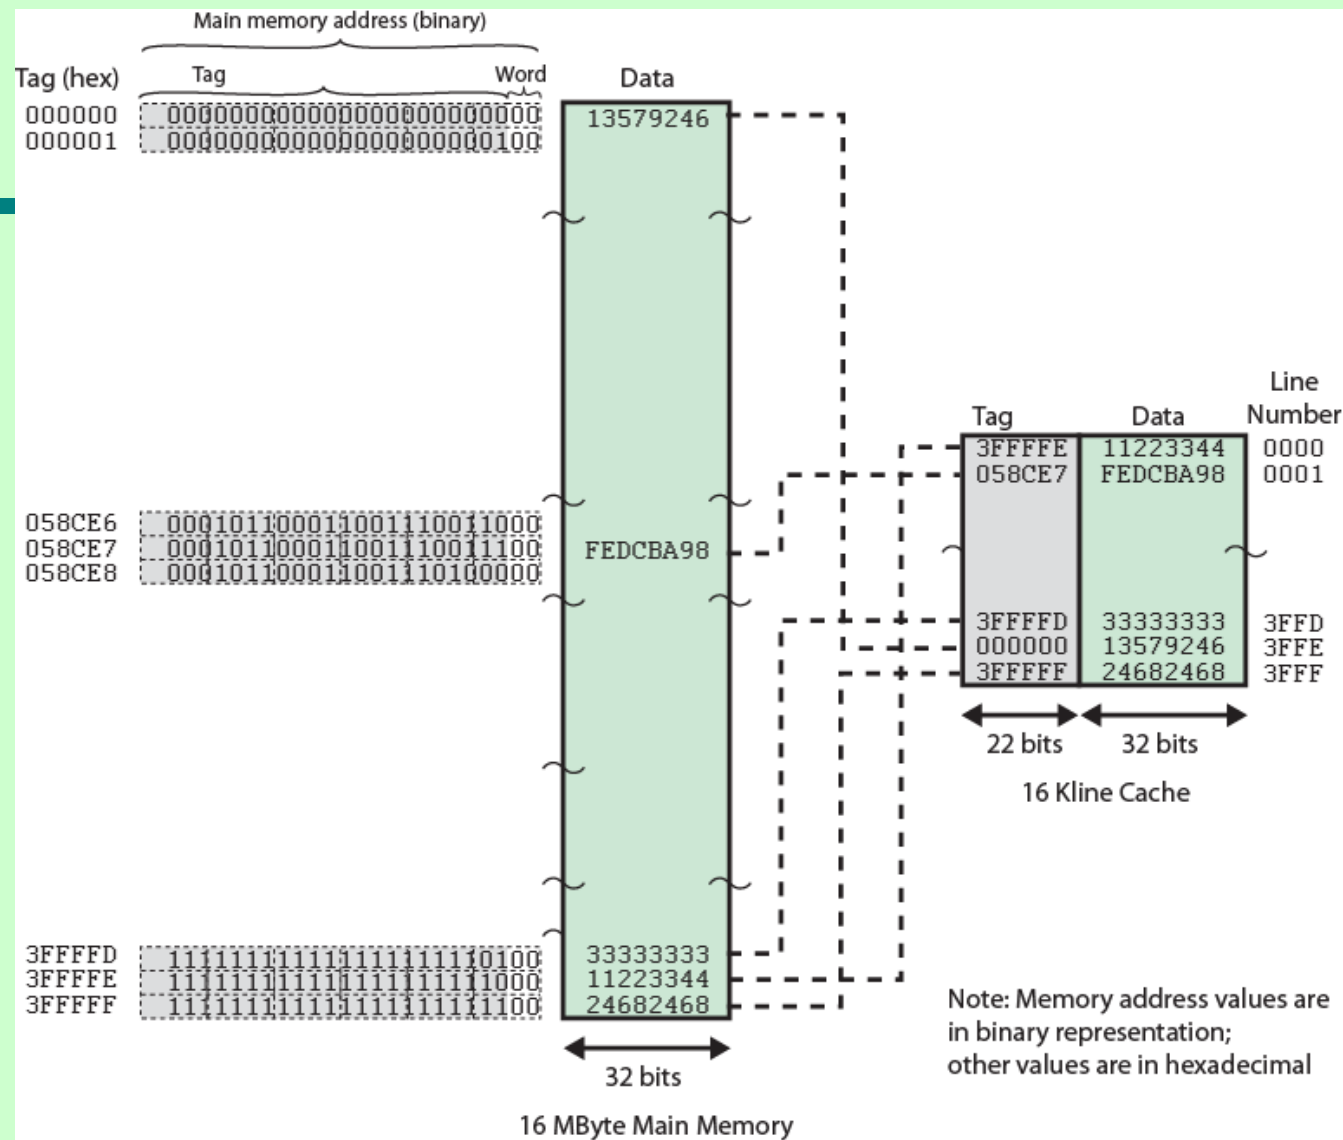 Main memory address (binary)
Tag (hex) Tag Word Data
000000 000000000000000000000000 13579246
000001 000000000000000000000100
Line
Tag Data Number
3FFFFE 11223344 0000
058CE7 FEDCBA98 0001
058CE6 000101100011001110011000
058CE7 000101100011001110011100 FEDCBA98
058CE8 000101100011001110100000
3FFFFD 33333333 3FFD
000000 13579246 3FFE
3FFFFF 24682468 3FFF
22 bits 32 bits
16 Kline Cache
3FFFFD 111111111111111111110100 33333333
3FFFFE 111111111111111111111000 11223344
3FFFFF 111111111111111111111100 24682468
Note: Memory address values are
in binary representation;
other values are in hexadecimal
32 bits
16 MByte Main Memory